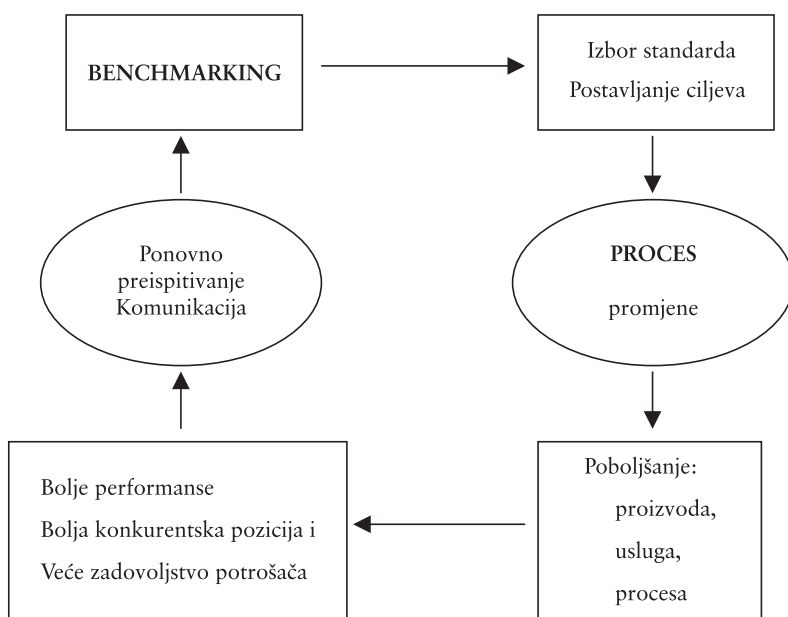 BENCHMARKING
Izbor standarda
Postavljanje ciljeva
PROCES
promjene
Poboljšanje:
proizvoda,
usluga,
procesa
Bolje performanse
Bolja konkurentska pozicija i
Veće zadovoljstvo potrošača
Ponovno
preispitivanje
Komunikacija